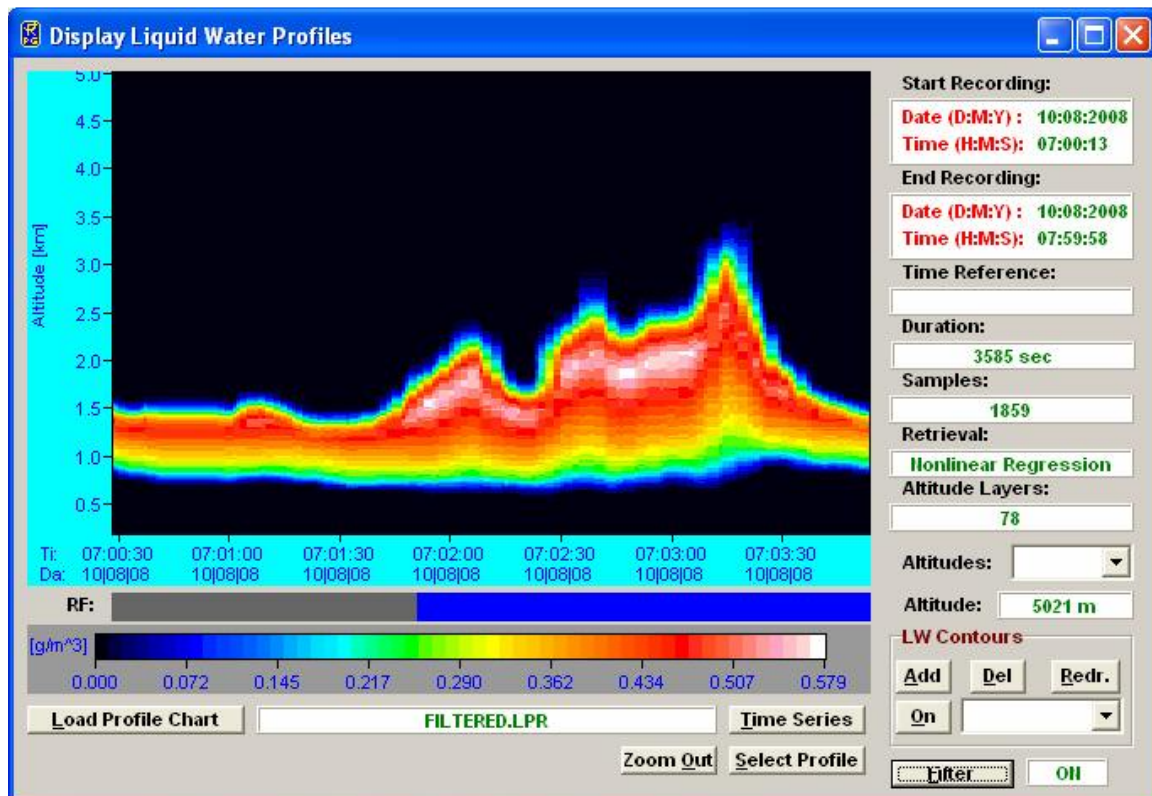 Display Liquid Water Profiles
5.0
4.5
4.0
3.5
3.0
2.5
2.0
1.5
1.0
0.5
Altitude [km]
Ti: 07:00:30 07:01:00 07:01:30 07:02:00 07:02:30 07:03:00 07:03:30
Da: 10|08|08 10|08|08 10|08|08 10|08|08 10|08|08 10|08|08 10|08|08
RF:
[g/m^3]
0.000 0.072 0.145 0.217 0.290 0.362 0.434 0.507 0.579
Load Profile Chart FILTERED.LPR Time Series
Zoom Out Select Profile
Start Recording:
Date (D:M:Y) : 10:08:2008
Time (H:M:S): 07:00:13
End Recording:
Date (D:M:Y) : 10:08:2008
Time (H:M:S): 07:59:58
Time Reference:
Duration:
3585 sec
Samples:
1859
Retrieval:
Nonlinear Regression
Altitude Layers:
78
Altitudes:
Altitude: 5021 m
LW Contours
Add Del Redr.
On
Filter ON